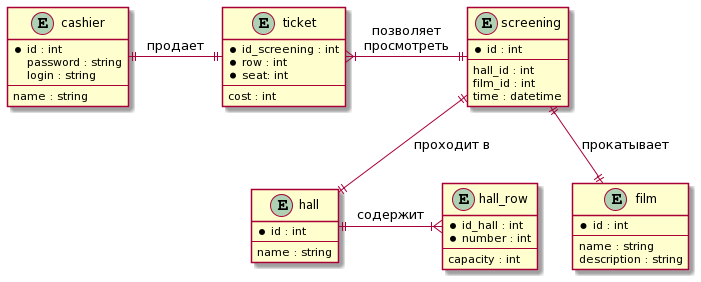 E cashier
id : int
password : string
login : string
name : string
продает
E ticket
id_screening : int
row : int
seat: int
cost : int
позволяет
просмотреть
E screening
id : int
hall_id : int
film_id : int
time : datetime
проходит в
прокатывает
E hall
id : int
name : string
содержит
E hall_row
id_hall : int
number : int
capacity : int
E film
id : int
name : string
description : string